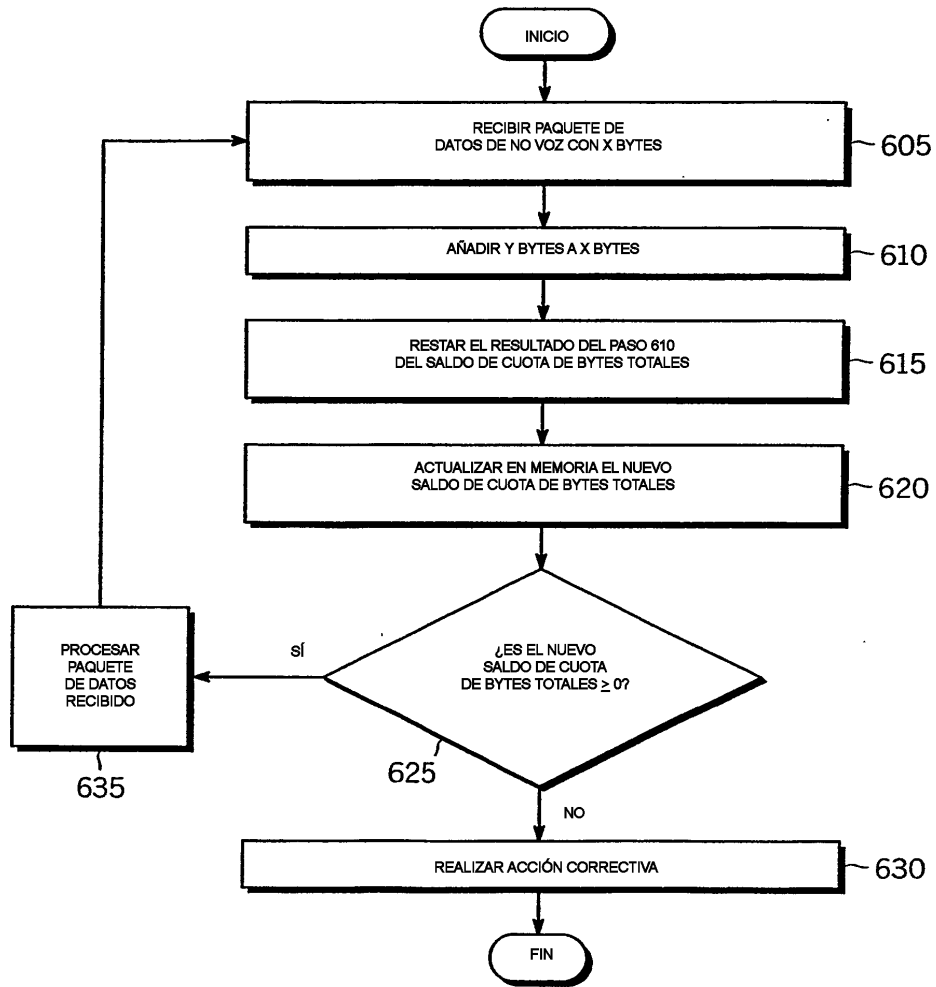 INICIO
RECIBIR PAQUETE DE
DATOS DE NO VOZ CON X BYTES
605
AÑADIR Y BYTES A X BYTES
610
RESTAR EL RESULTADO DEL PASO 610
DEL SALDO DE CUOTA DE BYTES TOTALES
615
ACTUALIZAR EN MEMORIA EL NUEVO
SALDO DE CUOTA DE BYTES TOTALES
620
¿ES EL NUEVO
SALDO DE CUOTA
DE BYTES TOTALES ≥ 0?
625
SÍ
PROCESAR
PAQUETE
DE DATOS
RECIBIDO
635
NO
REALIZAR ACCIÓN CORRECTIVA
630
FIN